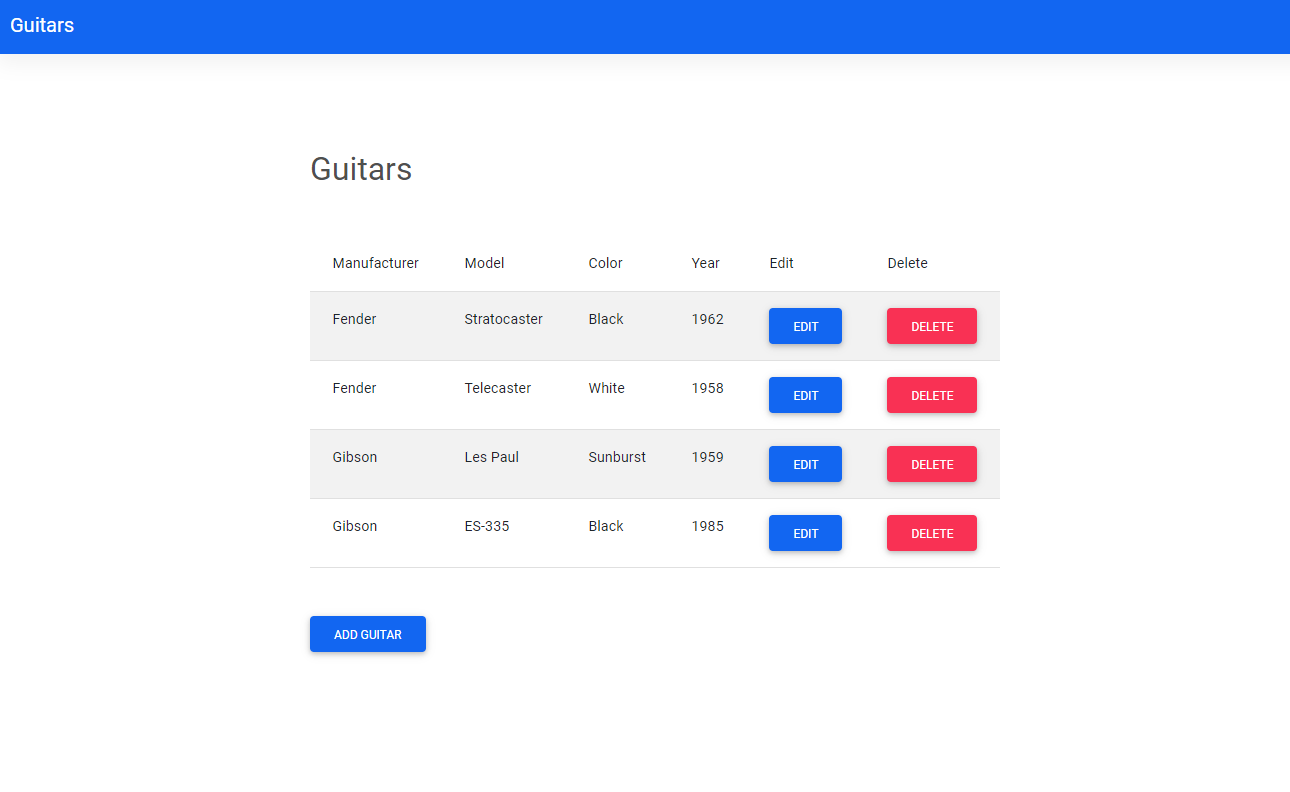 Guitars
Guitars
Manufacturer Model Color Year Edit Delete
Fender Stratocaster Black 1962 EDIT DELETE
Fender Telecaster White 1958 EDIT DELETE
Gibson Les Paul Sunburst 1959 EDIT DELETE
Gibson ES-335 Black 1985 EDIT DELETE
ADD GUITAR